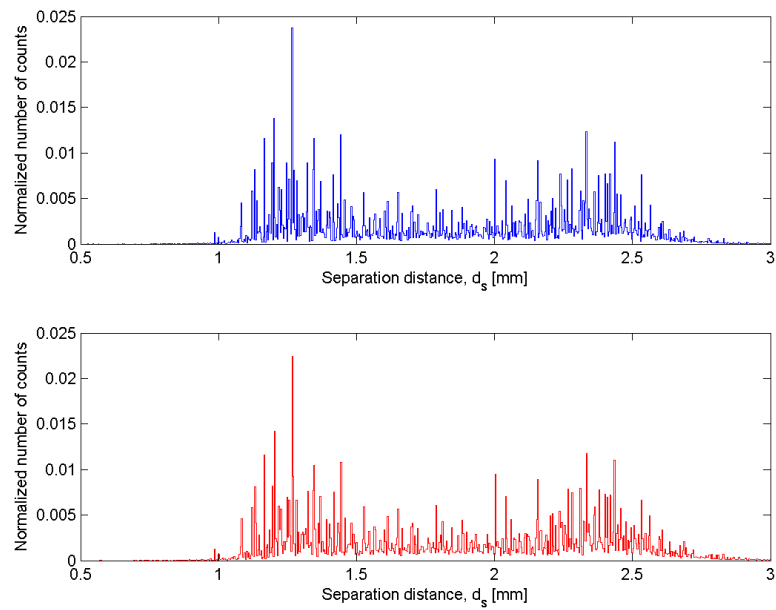 0.025
0.02
0.015
0.01
0.005
0
Normalized number of counts
0.5 1 1.5 2 2.5 3
Separation distance, dₛ [mm]
0.025
0.02
0.015
0.01
0.005
0
Normalized number of counts
0.5 1 1.5 2 2.5 3
Separation distance, dₛ [mm]